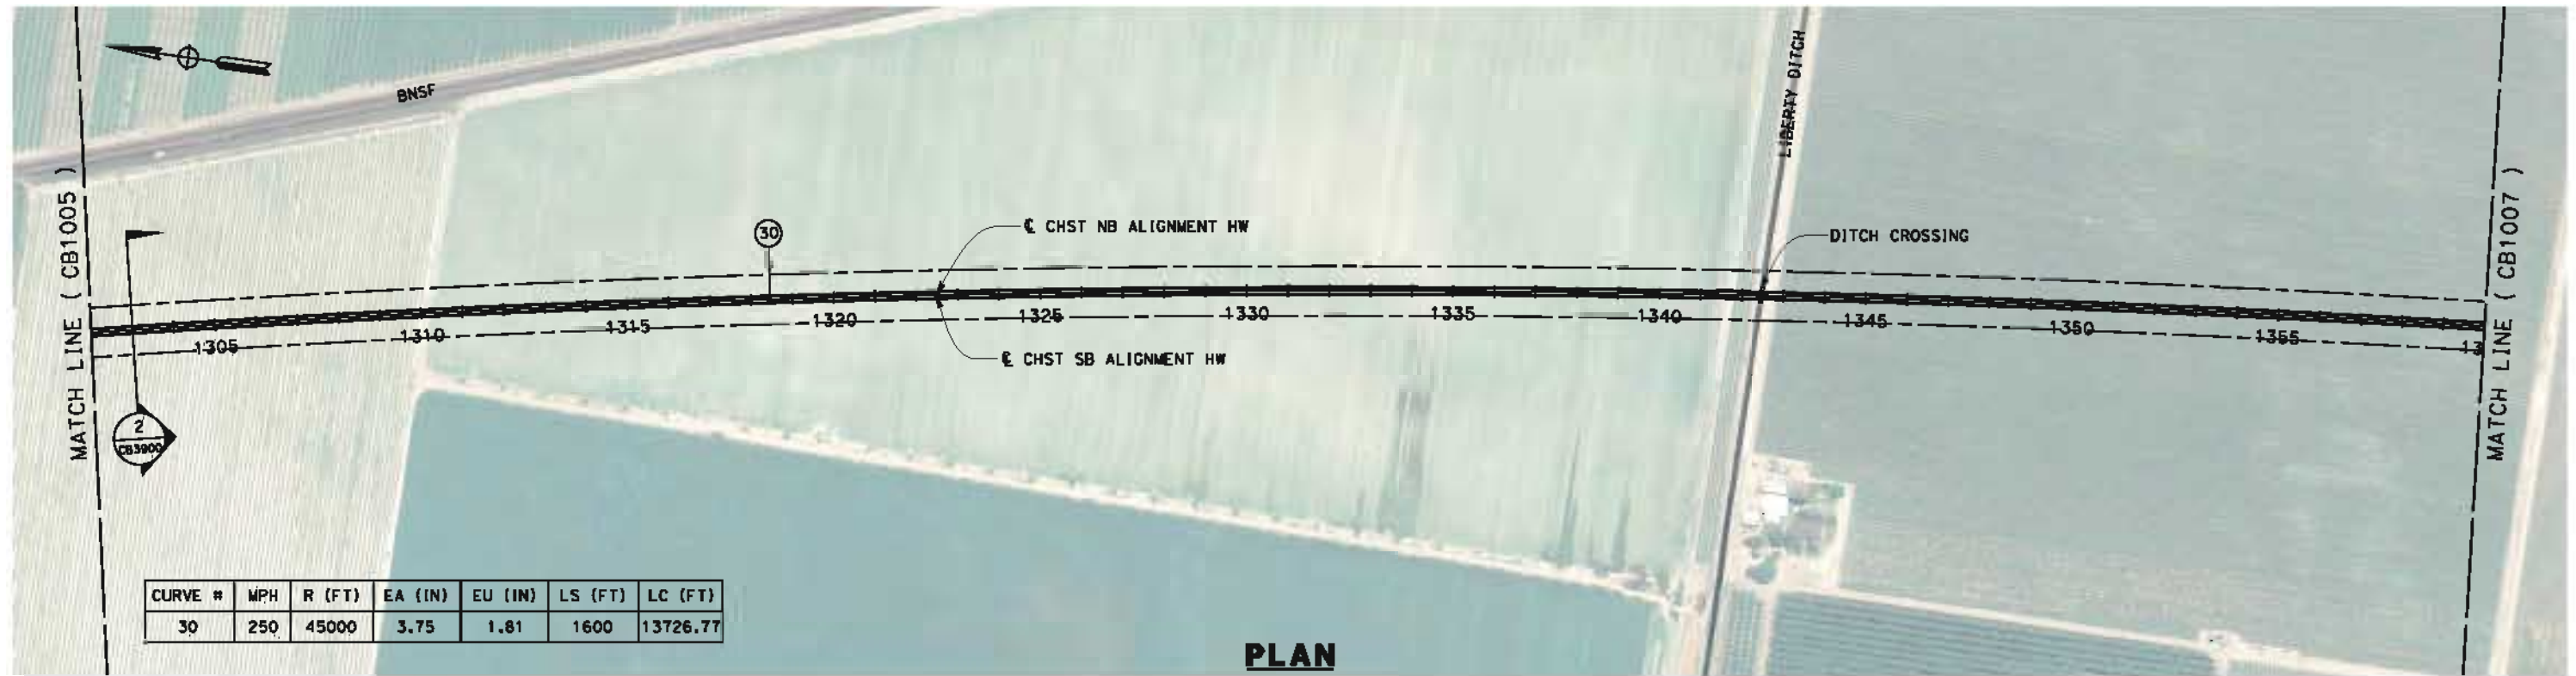 BNSF
LIBERTY DITCH
MATCH LINE ( CB1005 )
30
℄ CHST NB ALIGNMENT HW
DITCH CROSSING
MATCH LINE ( CB1007 )
1305
1310
1315
1320
1325
1330
1335
1340
1345
1350
1355
13
℄ CHST SB ALIGNMENT HW
2
CB3900
CURVE # MPH R (FT) EA (IN) EU (IN) LS (FT) LC (FT)
30 250 45000 3.75 1.81 1600 13726.77
PLAN